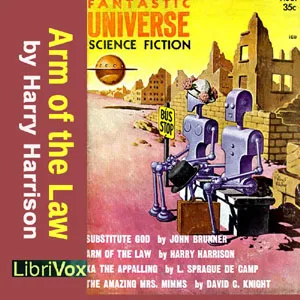 Arm of the Law
by Harry Harrison
LibriVox
FANTASTIC
UNIVERSE
35c
SCIENCE FICTION
BUS
STOP
SUBSTITUTE GOD by JOHN BRUNNER
ARM OF THE LAW by HARRY HARRISON
KA THE APPALLING by L. SPRAGUE DE CAMP
THE AMAZING MRS. MIMMS by DAVID C. KNIGHT